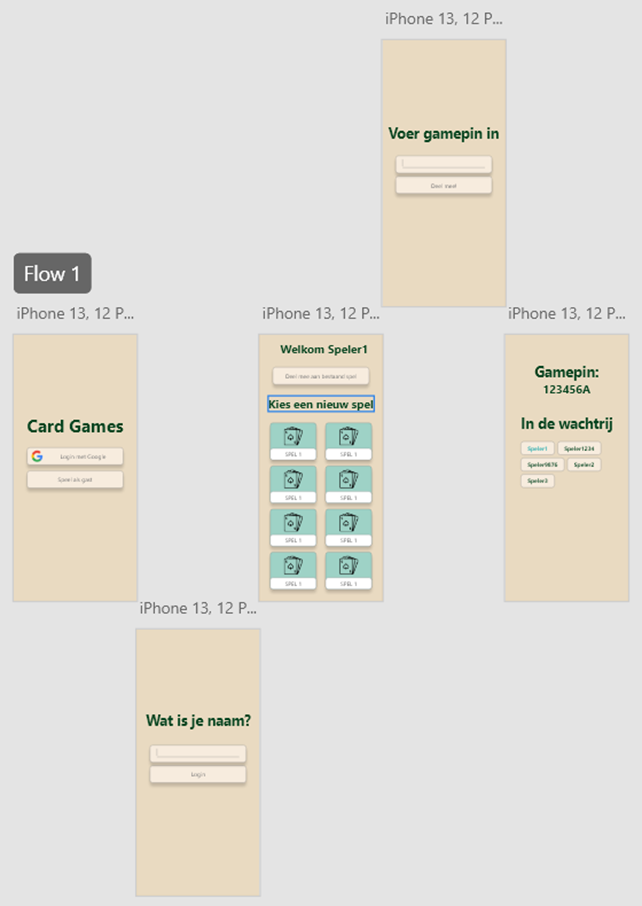 iPhone 13, 12 P...
Voer gamepin in
Deel mee!
Flow 1
iPhone 13, 12 P...
Card Games
Login met Google
Speel als gast
iPhone 13, 12 P...
Welkom Speler1
Deel mee aan bestaand spel
Kies een nieuw spel
SPEL 1
SPEL 1
SPEL 1
SPEL 1
SPEL 1
SPEL 1
SPEL 1
SPEL 1
iPhone 13, 12 P...
Gamepin:
123456A
In de wachtrij
Speler1
Speler1234
Speler9876
Speler2
Speler3
iPhone 13, 12 P...
Wat is je naam?
Login